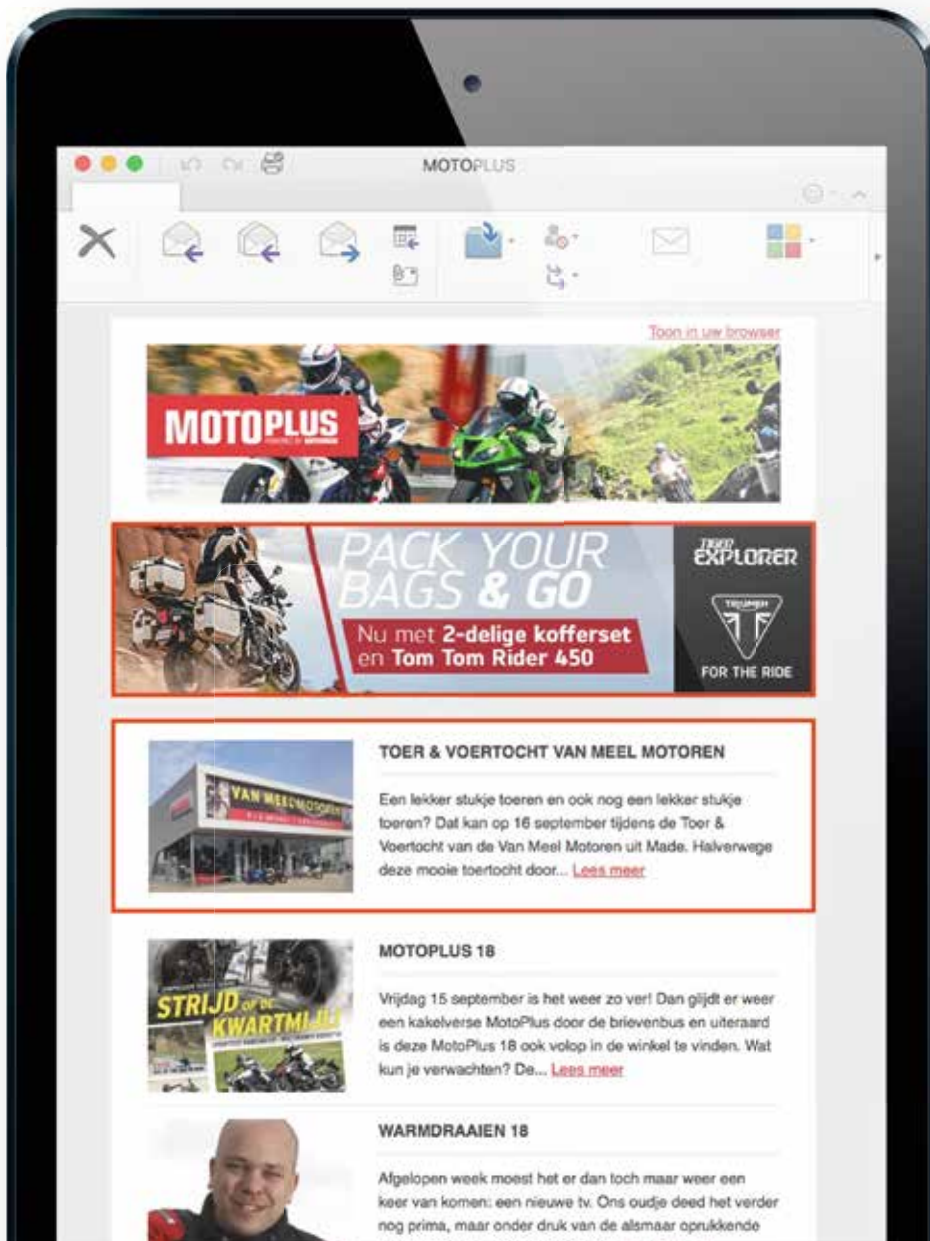 MOTOPLUS
Toon in uw browser
MOTOPLUS
POWERED BY
PACK YOUR
BAGS & GO
Nu met 2-delige kofferset
en Tom Tom Rider 450
TIGER
EXPLORER
TRIUMPH
FOR THE RIDE
TOER & VOERTOCHT VAN MEEL MOTOREN
VAN MEEL MOTOREN
Een lekker stukje toeren en ook nog een lekker stukje
toeren? Dat kan op 16 september tijdens de Toer &
Voertocht van de Van Meel Motoren uit Made. Halverwege
deze mooie toertocht door... Lees meer
MOTOPLUS 18
STRIJD OP DE
KWARTMIJL!
Vrijdag 15 september is het weer zo ver! Dan glijdt er weer
een kakelverse MotoPlus door de brievenbus en uiteraard
is deze MotoPlus 18 ook volop in de winkel te vinden. Wat
kun je verwachten? De... Lees meer
WARMDRAAIEN 18
Afgelopen week moest het er dan toch maar weer een
keer van komen: een nieuwe tv. Ons oudje deed het verder
nog prima, maar onder druk van de alsmaar oprukkende